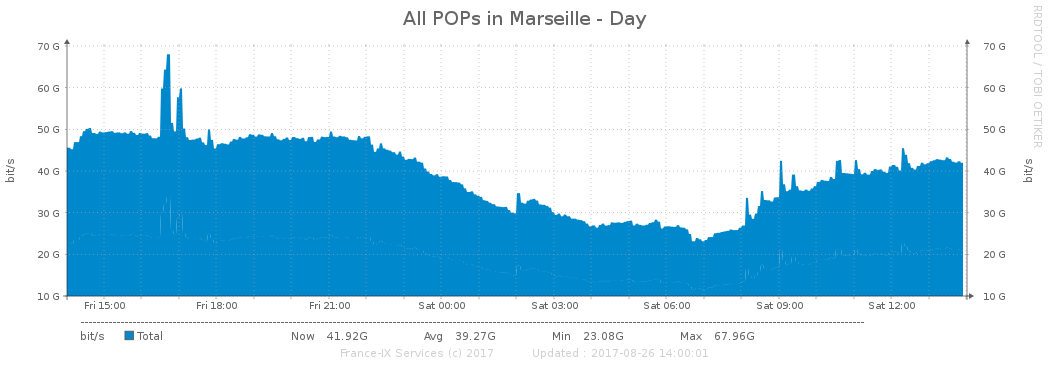 All POPs in Marseille - Day
RRDTOOL / TOBI OETIKER
70 G 70 G
60 G 60 G
50 G 50 G
40 G 40 G
30 G 30 G
20 G 20 G
10 G 10 G
bit/s bit/s
Fri 15:00 Fri 18:00 Fri 21:00 Sat 00:00 Sat 03:00 Sat 06:00 Sat 09:00 Sat 12:00
bit/s Total Now 41.92G Avg 39.27G Min 23.08G Max 67.96G
France-IX Services (c) 2017 Updated : 2017-08-26 14:00:01